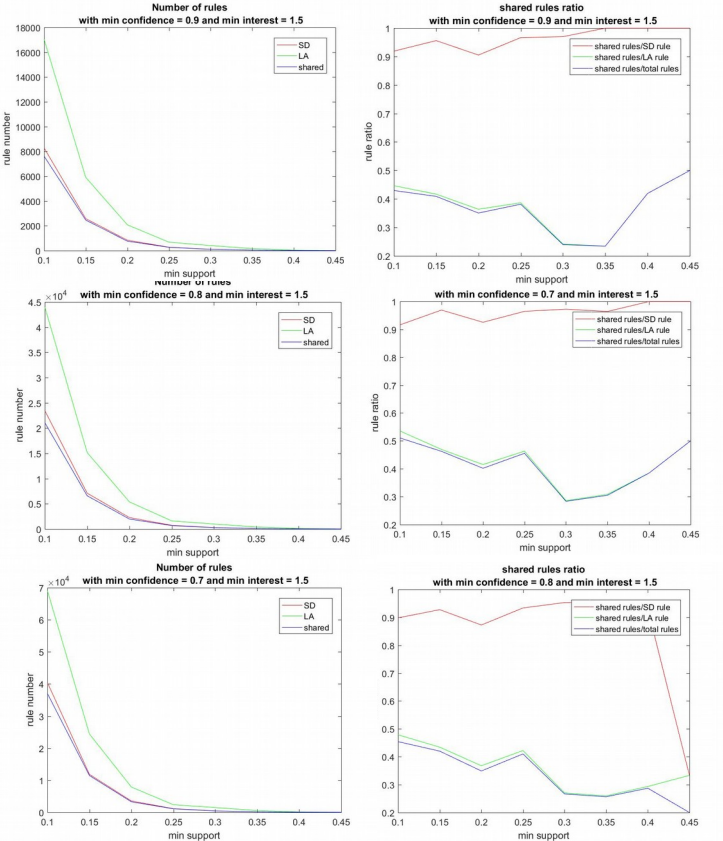 Number of rules
with min confidence = 0.9 and min interest = 1.5
18000
16000
14000
12000
10000
8000
6000
4000
2000
0
rule number
SD
LA
shared
0.1 0.15 0.2 0.25 0.3 0.35 0.4 0.45
min support
shared rules ratio
with min confidence = 0.9 and min interest = 1.5
1
0.9
0.8
0.7
0.6
0.5
0.4
0.3
0.2
rule ratio
shared rules/SD rule
shared rules/LA rule
shared rules/total rules
0.1 0.15 0.2 0.25 0.3 0.35 0.4 0.45
min support
Number of rules
with min confidence = 0.8 and min interest = 1.5
×10⁴
4.5
4
3.5
3
2.5
2
1.5
1
0.5
0
rule number
SD
LA
shared
0.1 0.15 0.2 0.25 0.3 0.35 0.4 0.45
min support
with min confidence = 0.7 and min interest = 1.5
1
0.9
0.8
0.7
0.6
0.5
0.4
0.3
0.2
rule ratio
shared rules/SD rule
shared rules/LA rule
shared rules/total rules
0.1 0.15 0.2 0.25 0.3 0.35 0.4 0.45
min support
Number of rules
with min confidence = 0.7 and min interest = 1.5
×10⁴
7
6
5
4
3
2
1
0
rule number
SD
LA
shared
0.1 0.15 0.2 0.25 0.3 0.35 0.4 0.45
min support
shared rules ratio
with min confidence = 0.8 and min interest = 1.5
1
0.9
0.8
0.7
0.6
0.5
0.4
0.3
0.2
rule ratio
shared rules/SD rule
shared rules/LA rule
shared rules/total rules
0.1 0.15 0.2 0.25 0.3 0.35 0.4 0.45
min support